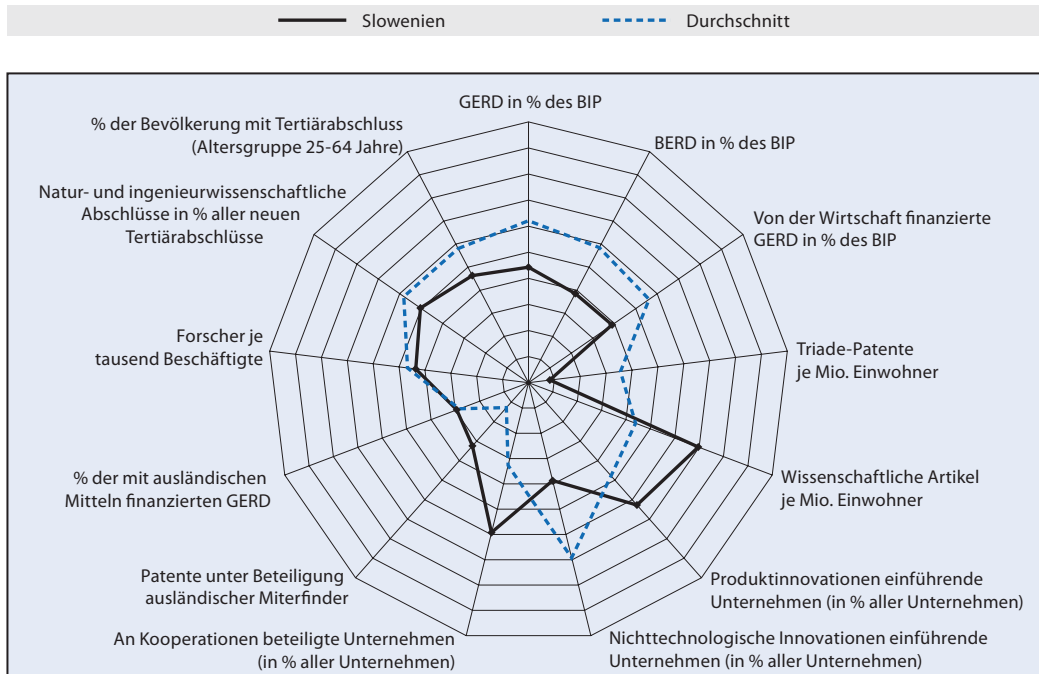 Slowenien
Durchschnitt
GERD in % des BIP
% der Bevölkerung mit Tertiärabschluss
(Altersgruppe 25-64 Jahre)
BERD in % des BIP
Natur- und ingenieurwissenschaftliche
Abschlüsse in % aller neuen
Tertiärabschlüsse
Von der Wirtschaft finanzierte
GERD in % des BIP
Forscher je
tausend Beschäftigte
Triade-Patente
je Mio. Einwohner
% der mit ausländischen
Mitteln finanzierten GERD
Wissenschaftliche Artikel
je Mio. Einwohner
Patente unter Beteiligung
ausländischer Miterfinder
Produktinnovationen einführende
Unternehmen (in % aller Unternehmen)
An Kooperationen beteiligte Unternehmen
(in % aller Unternehmen)
Nichttechnologische Innovationen einführende
Unternehmen (in % aller Unternehmen)